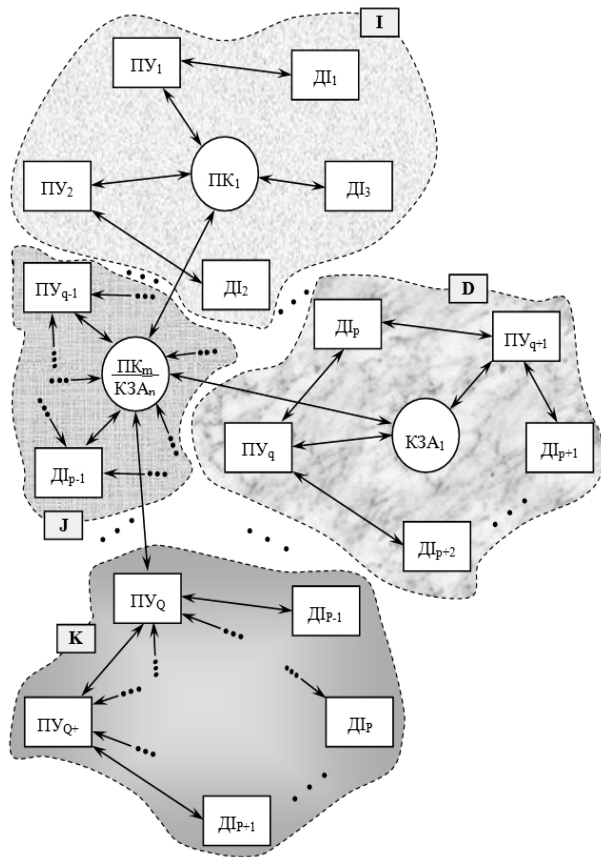 I
ПУ₁
ДІ₁
ПК₁
ПУ₂
ДІ₃
ДІ₂
ПУq-1
D
ДІp
ПУq+1
ПКm
КЗАn
КЗА₁
ПУq
ДІp+1
ДІp-1
J
ДІp+2
ПУQ
ДІP-1
K
ПУQ+
ДІP
ДІP+1